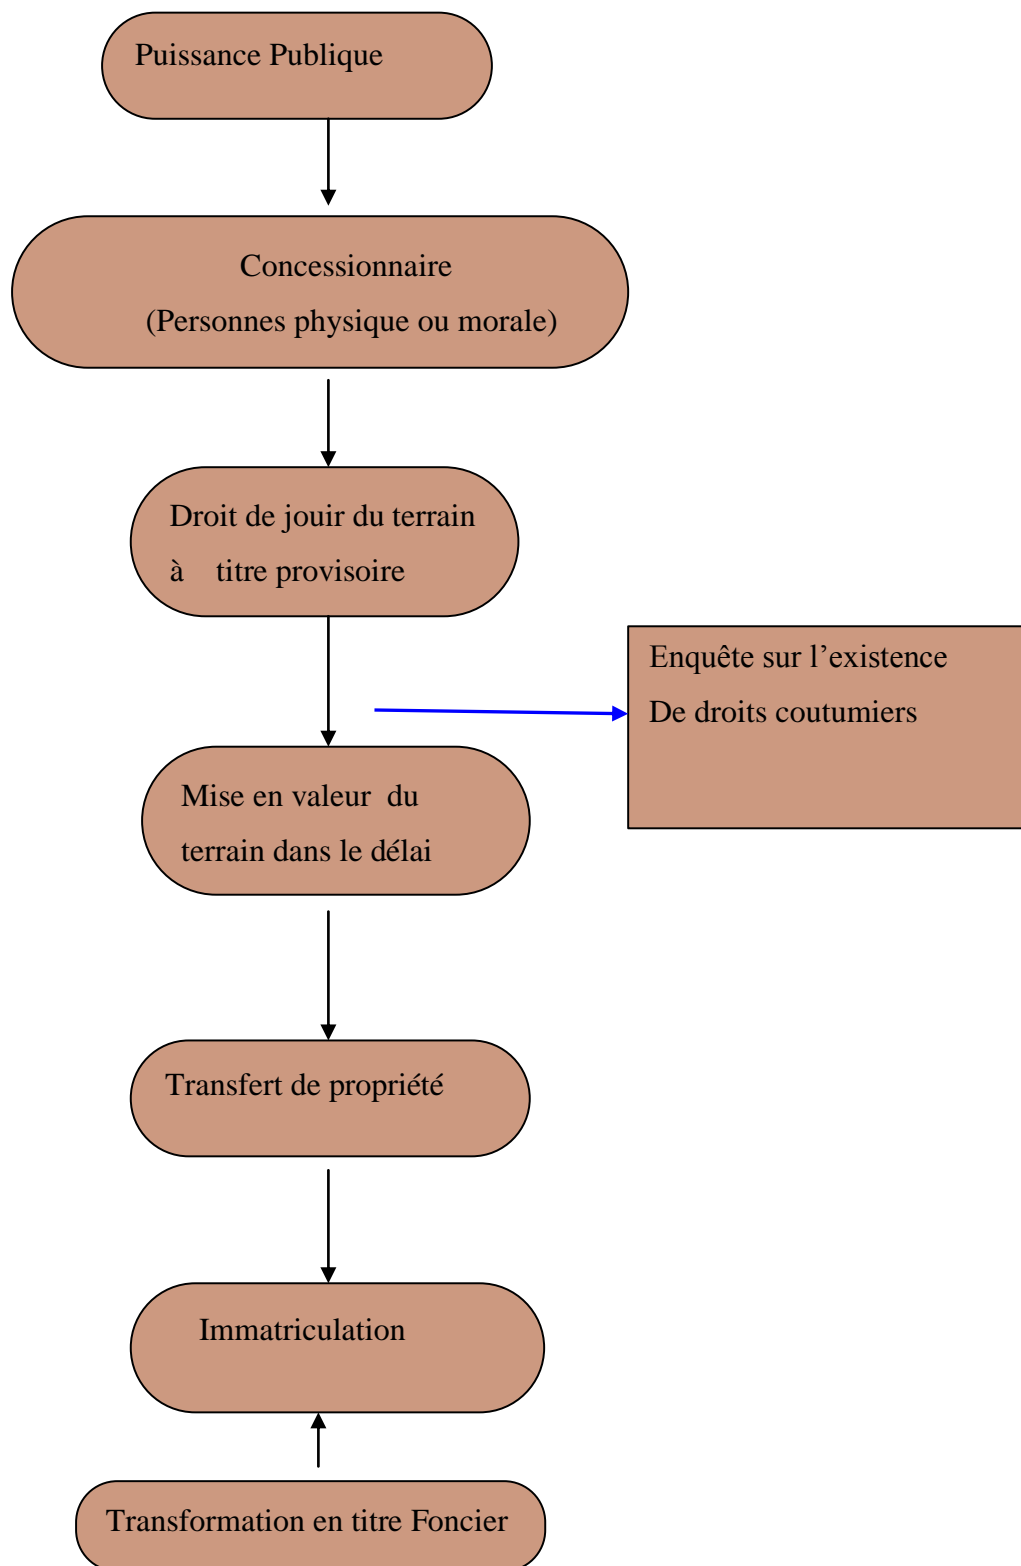 Puissance Publique
Concessionnaire
(Personnes physique ou morale)
Droit de jouir du terrain
à titre provisoire
Enquête sur l’existence
De droits coutumiers
Mise en valeur du
terrain dans le délai
Transfert de propriété
Immatriculation
Transformation en titre Foncier